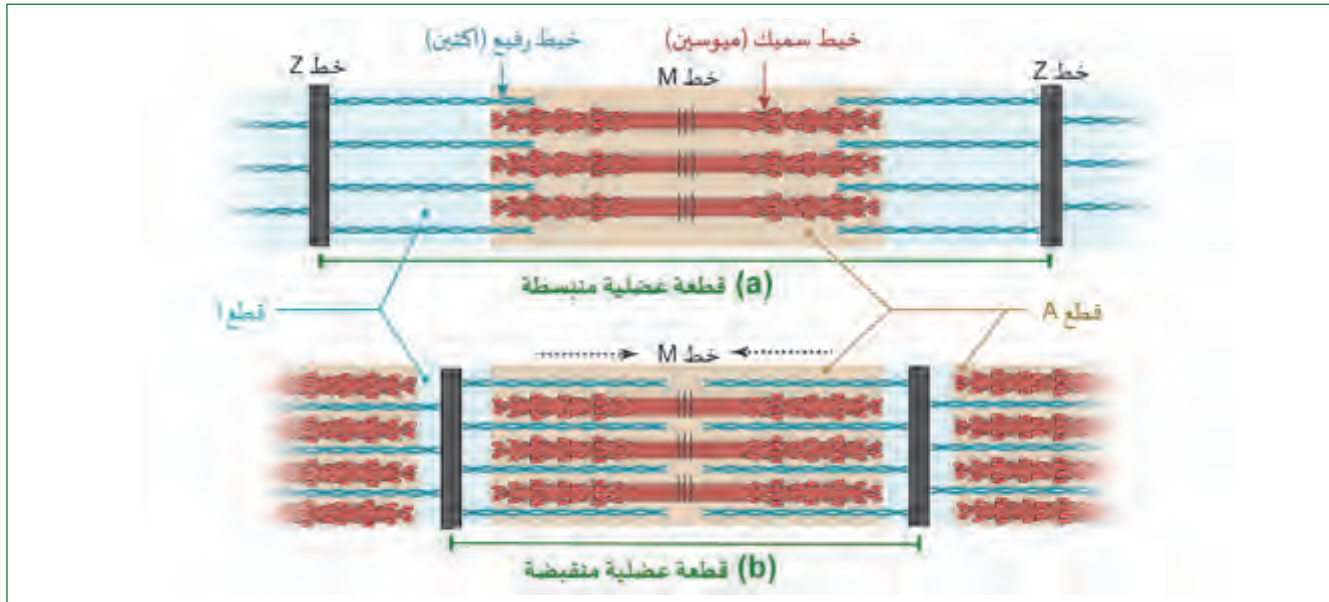 خيط رفيع (أكتين)
خيط سميك (ميوسين)
خط Z
خط M
خط Z
(a) قطعة عضلية منبسطة
قطع I
قطع A
خط M
(b) قطعة عضلية منقبضة